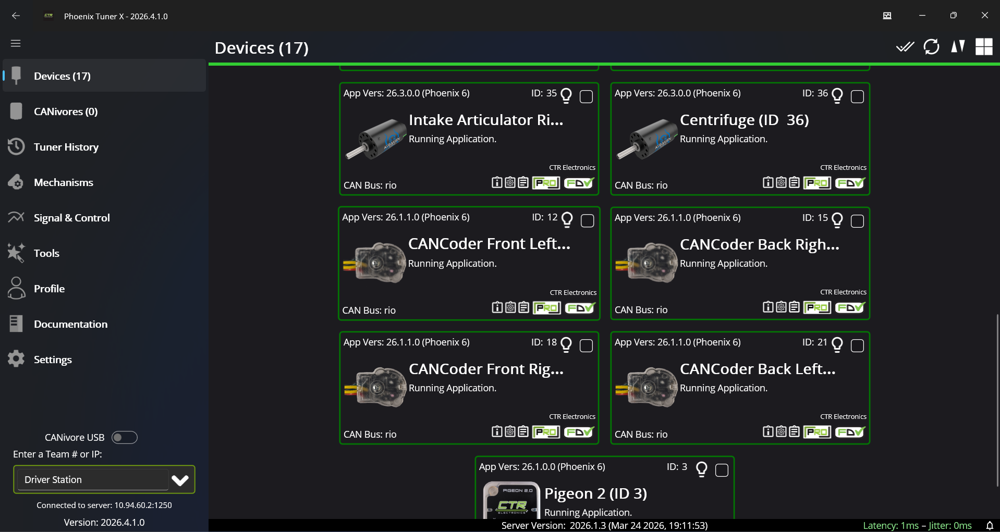 Phoenix Tuner X - 2026.4.1.0
Devices (17)
CANivores (0)
Tuner History
Mechanisms
Signal & Control
Tools
Profile
Documentation
Settings
CANivore USB
Enter a Team # or IP:
Driver Station
Connected to server: 10.94.60.2:1250
Version: 2026.4.1.0
Devices (17)
App Vers: 26.3.0.0 (Phoenix 6) ID: 35
Intake Articulator Ri...
Running Application.
KRAKEN
CTR Electronics
CAN Bus: rio PRO FD
App Vers: 26.3.0.0 (Phoenix 6) ID: 36
Centrifuge (ID  36)
Running Application.
KRAKEN
CTR Electronics
CAN Bus: rio PRO FD
App Vers: 26.1.1.0 (Phoenix 6) ID: 12
CANCoder Front Left...
Running Application.
CTR Electronics
CAN Bus: rio PRO FD
App Vers: 26.1.1.0 (Phoenix 6) ID: 15
CANCoder Back Righ...
Running Application.
CTR Electronics
CAN Bus: rio PRO FD
App Vers: 26.1.1.0 (Phoenix 6) ID: 18
CANCoder Front Rig...
Running Application.
CTR Electronics
CAN Bus: rio PRO FD
App Vers: 26.1.1.0 (Phoenix 6) ID: 21
CANCoder Back Left...
Running Application.
CTR Electronics
CAN Bus: rio PRO FD
App Vers: 26.1.0.0 (Phoenix 6) ID: 3
PIGEON 2.0
CTR
ELECTRONICS
Pigeon 2 (ID 3)
Running Application.
Server Version:  2026.1.3 (Mar 24 2026, 19:11:53)
Latency: 1ms – Jitter: 0ms